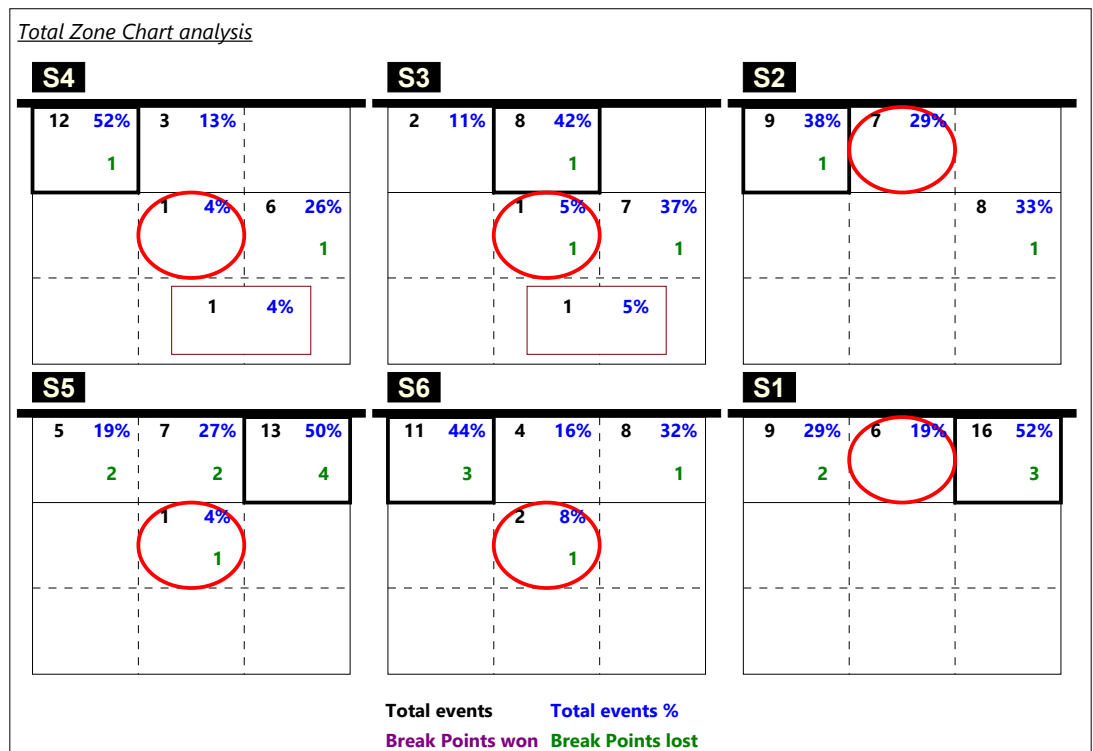 Total Zone Chart analysis
S4 S3 S2
12 52% 3 13% 2 11% 8 42% 9 38% 7 29%
1 1 1
1 4% 6 26% 1 5% 7 37% 8 33%
1 1 1 1
1 4% 1 5%
S5 S6 S1
5 19% 7 27% 13 50% 11 44% 4 16% 8 32% 9 29% 6 19% 16 52%
2 2 4 3 1 2 3
1 4% 2 8%
1 1
Total events Total events %
Break Points won Break Points lost